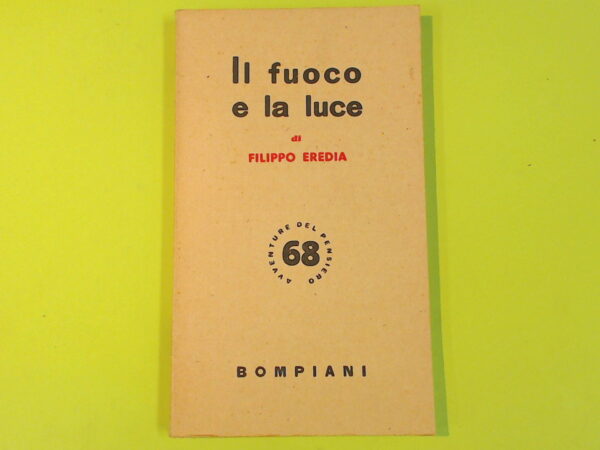 Il fuoco
e la luce
di
FILIPPO EREDIA
AVVENTURE DEL PENSIERO
68
BOMPIANI